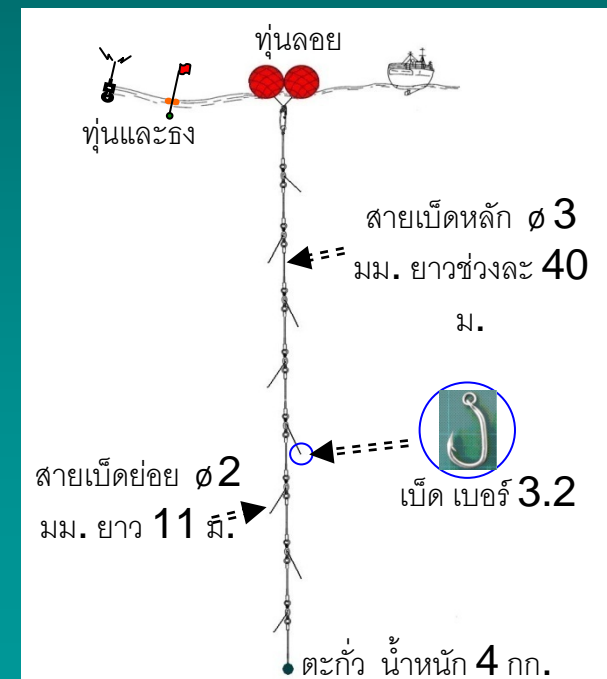 ทุ่นลอย
ทุ่นและธง
สายเบ็ดหลัก ø 3
มม. ยาวช่วงละ 40
ม.
สายเบ็ดย่อย ø2
มม. ยาว 11 ม.
เบ็ด เบอร์ 3.2
ตะกั่ว น้ำหนัก 4 กก.